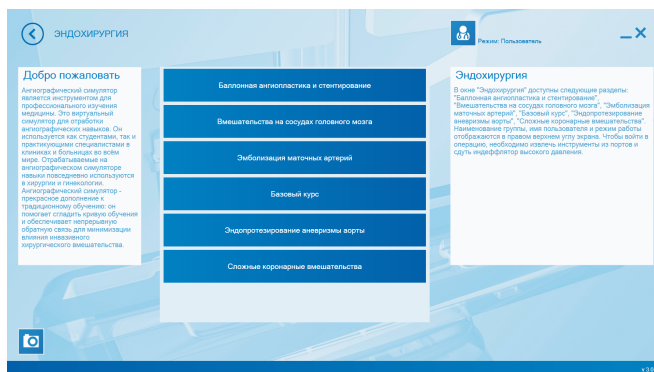 ЭНДОХИРУРГИЯ
Режим: Пользователь
Добро пожаловать
Ангиографический симулятор
является инструментом для
профессионального изучения
медицины. Это виртуальный
симулятор для отработки
ангиографических навыков. Он
используется как студентами, так и
практикующими специалистами в
клиниках и больницах во всём
мире. Отрабатываемые на
ангиографическом симуляторе
навыки повседневно используются
в хирургии и гинекологии.
Ангиографический симулятор -
прекрасное дополнение к
традиционному обучению: он
помогает сгладить кривую обучения
и обеспечивает непрерывную
обратную связь для минимизации
влияния инвазивного
хирургического вмешательства.
Баллонная ангиопластика и стентирование
Вмешательства на сосудах головного мозга
Эмболизация маточных артерий
Базовый курс
Эндопротезирование аневризмы аорты
Сложные коронарные вмешательства
Эндохирургия
В окне "Эндохирургия" доступны следующие разделы:
"Баллонная ангиопластика и стентирование",
"Вмешательства на сосудах головного мозга", "Эмболизация
маточных артерий", "Базовый курс", "Эндопротезирование
аневризмы аорты", "Сложные коронарные вмешательства".
Наименование группы, имя пользователя и режим работы
отображаются в правом верхнем углу экрана. Чтобы войти в
операцию, необходимо извлечь инструменты из портов и
сдуть индеффлятор высокого давления.
v 3.0